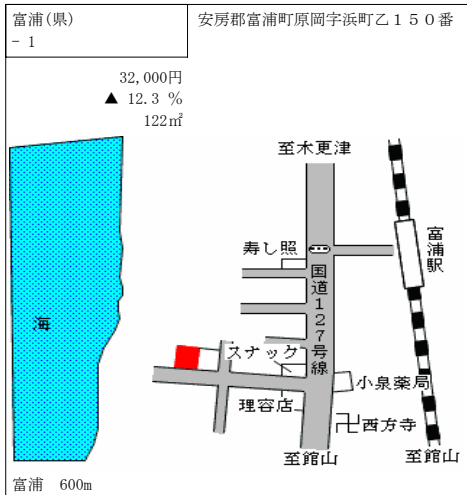 富浦(県)
- 1
安房郡富浦町原岡字浜町乙150番
32,000円
▲ 12.3 %
122㎡
至木更津
寿し照
富浦駅
国道127号線
海
スナック
小泉薬局
理容店
卍西方寺
至館山
至館山
富浦 600m